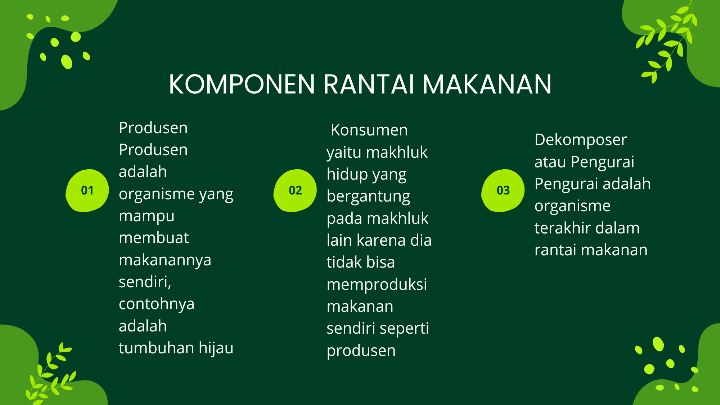 KOMPONEN RANTAI MAKANAN
01
Produsen
Produsen
adalah
organisme yang
mampu
membuat
makanannya
sendiri,
contohnya
adalah
tumbuhan hijau
02
Konsumen
yaitu makhluk
hidup yang
bergantung
pada makhluk
lain karena dia
tidak bisa
memproduksi
makanan
sendiri seperti
produsen
03
Dekomposer
atau Pengurai
Pengurai adalah
organisme
terakhir dalam
rantai makanan